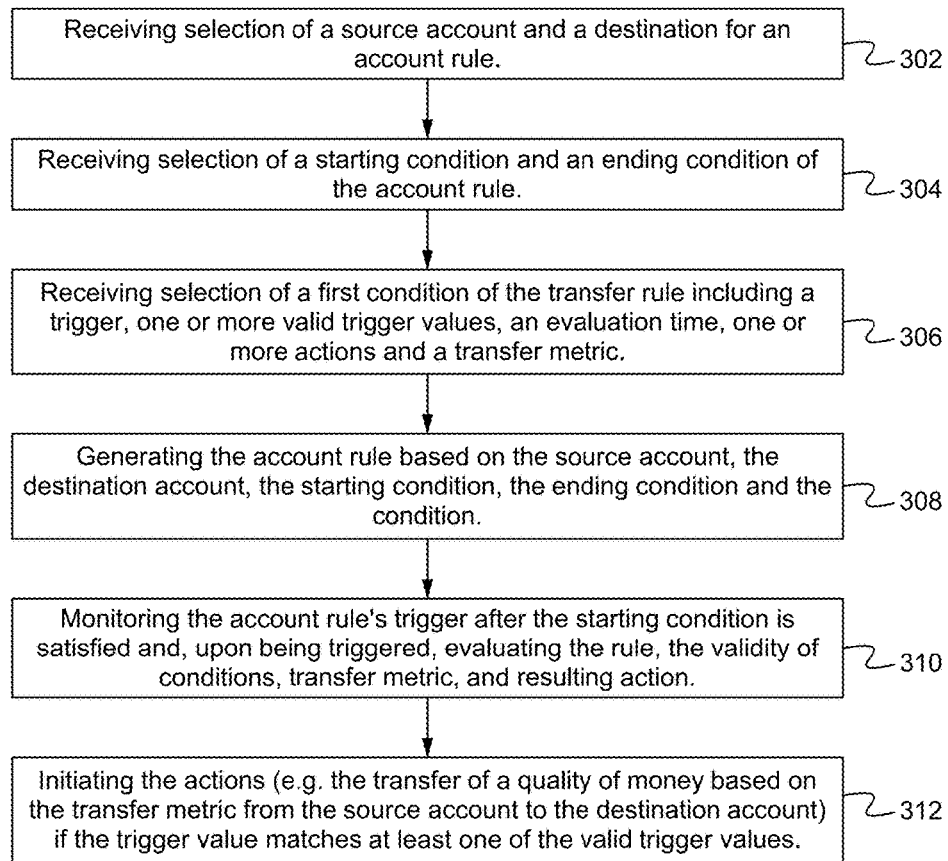 Receiving selection of a source account and a destination for an
account rule.
302
Receiving selection of a starting condition and an ending condition of
the account rule.
304
Receiving selection of a first condition of the transfer rule including a
trigger, one or more valid trigger values, an evaluation time, one or
more actions and a transfer metric.
306
Generating the account rule based on the source account, the
destination account, the starting condition, the ending condition and the
condition.
308
Monitoring the account rule's trigger after the starting condition is
satisfied and, upon being triggered, evaluating the rule, the validity of
conditions, transfer metric, and resulting action.
310
Initiating the actions (e.g. the transfer of a quality of money based on
the transfer metric from the source account to the destination account)
if the trigger value matches at least one of the valid trigger values.
312